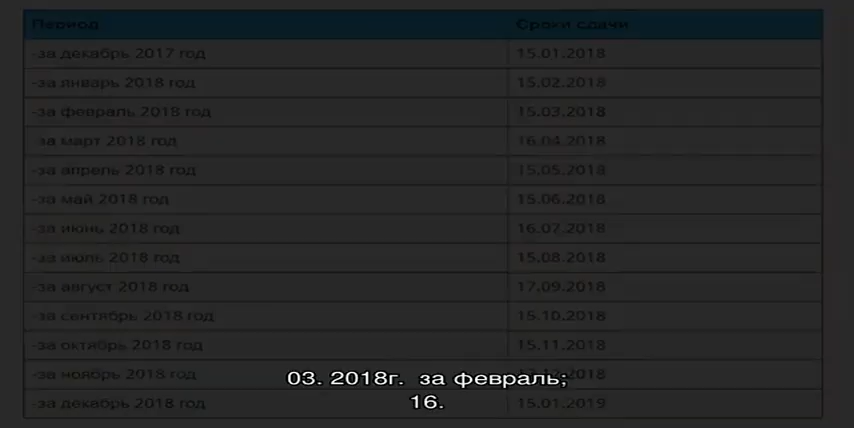 Период Сроки сдачи
-за декабрь 2017 год 15.01.2018
-за январь 2018 год 15.02.2018
-за февраль 2018 год 15.03.2018
за март 2018 год 16.04.2018
-за апрель 2018 год 15.05.2018
-за май 2018 год 15.06.2018
-за июнь 2018 год 16.07.2018
-за июль 2018 год 15.08.2018
-за август 2018 год 17.09.2018
-за сентябрь 2018 год 15.10.2018
-за октябрь 2018 год 15.11.2018
-за ноябрь 2018 год
03. 2018г. за февраль;
16.
-за декабрь 2018 год 15.01.2019